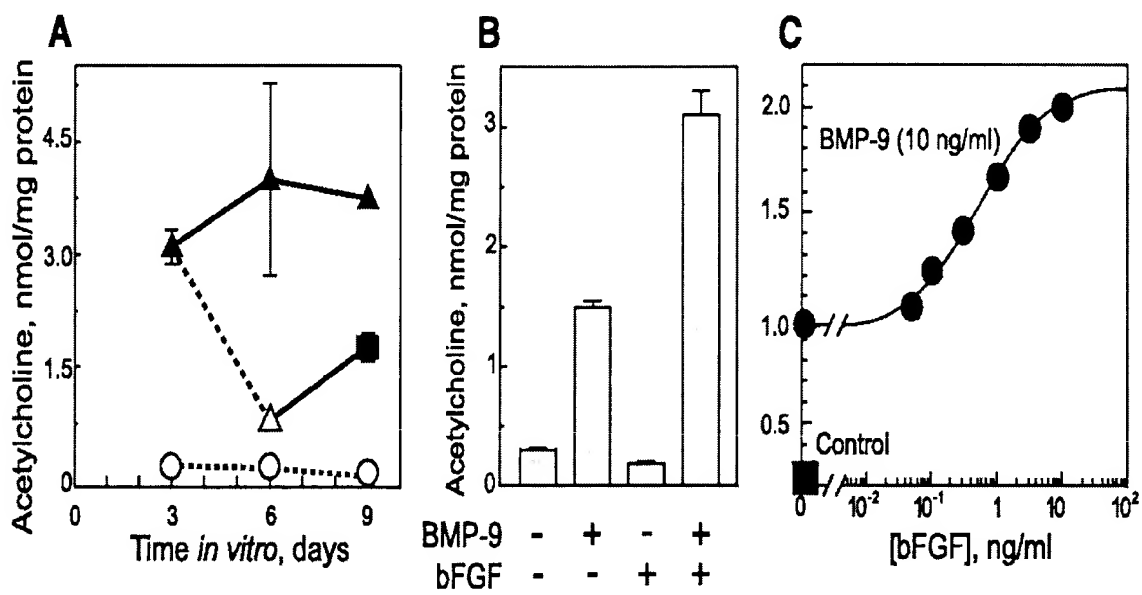 A
Acetylcholine, nmol/mg protein
4.5
3.0
1.5
0
0 3 6 9
Time in vitro, days
B
Acetylcholine, nmol/mg protein
3
2
1
0
BMP-9 - + - +
bFGF - - + +
C
2.0
1.5
1.0
0.5
BMP-9 (10 ng/ml)
Control
0 10⁻² 10⁻¹ 1 10 10²
[bFGF], ng/ml